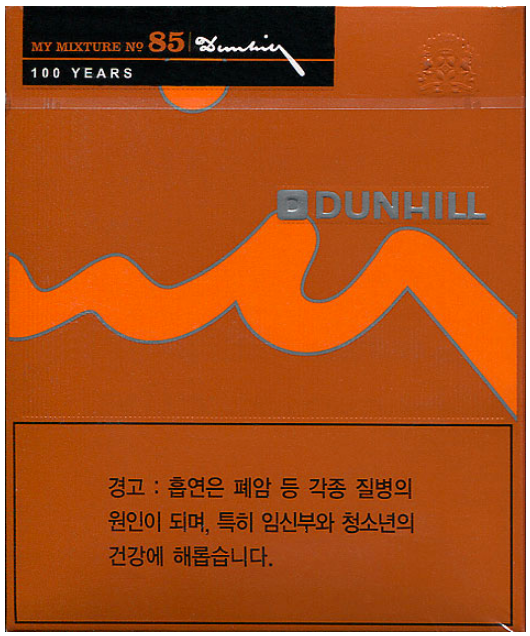 MY MIXTURE Nº 85 Dunhill
100 YEARS
D DUNHILL
경고 : 흡연은 폐암 등 각종 질병의
원인이 되며, 특히 임신부와 청소년의
건강에 해롭습니다.